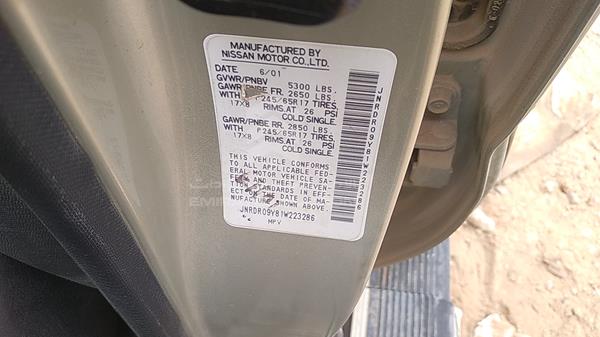 MANUFACTURED BY
NISSAN MOTOR CO., LTD.
DATE 6/01
GVWR/PNBV 5300 LBS.
GAWR/PNBE FR. 2650 LBS.
WITH P245/65R17 TIRES,
17X8 RIMS, AT 26 PSI
COLD SINGLE.
GAWR/PNBE RR. 2850 LBS.
WITH P245/65R17 TIRES,
17X8 RIMS, AT 26 PSI
COLD SINGLE.
THIS VEHICLE CONFORMS
TO ALL APPLICABLE FED-
ERAL MOTOR VEHICLE SA-
FETY AND THEFT PREVEN-
TION STANDARDS IN EFF-
ECT ON THE DATE OF MA-
NUFACTURE SHOWN ABOVE.
JNRDR09Y81W223286
MPV
JNRDR09Y81W223286